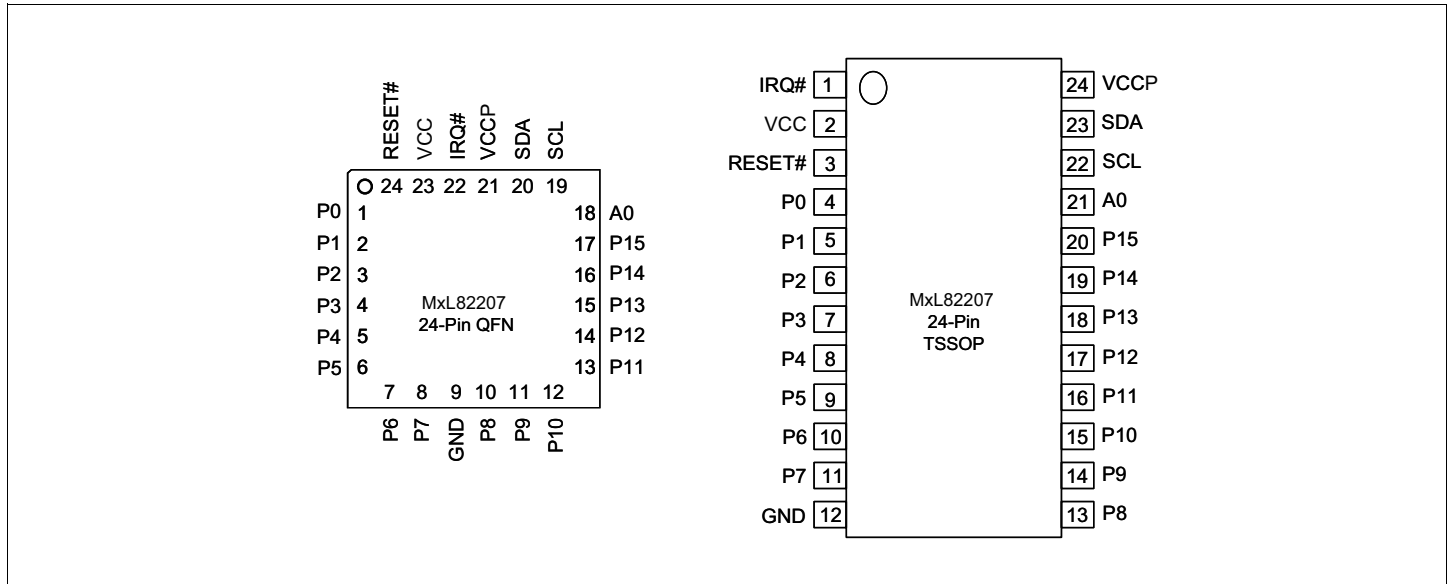 RESET# VCC IRQ# VCCP SDA SCL
24 23 22 21 20 19
P0 1 18 A0
P1 2 17 P15
P2 3 16 P14
P3 4 15 P13
P4 5 14 P12
P5 6 13 P11
MxL82207
24-Pin QFN
7 8 9 10 11 12
P6 P7 GND P8 P9 P10
IRQ# 1 24 VCCP
VCC 2 23 SDA
RESET# 3 22 SCL
P0 4 21 A0
P1 5 20 P15
P2 6 19 P14
P3 7 18 P13
P4 8 17 P12
P5 9 16 P11
P6 10 15 P10
P7 11 14 P9
GND 12 13 P8
MxL82207
24-Pin
TSSOP